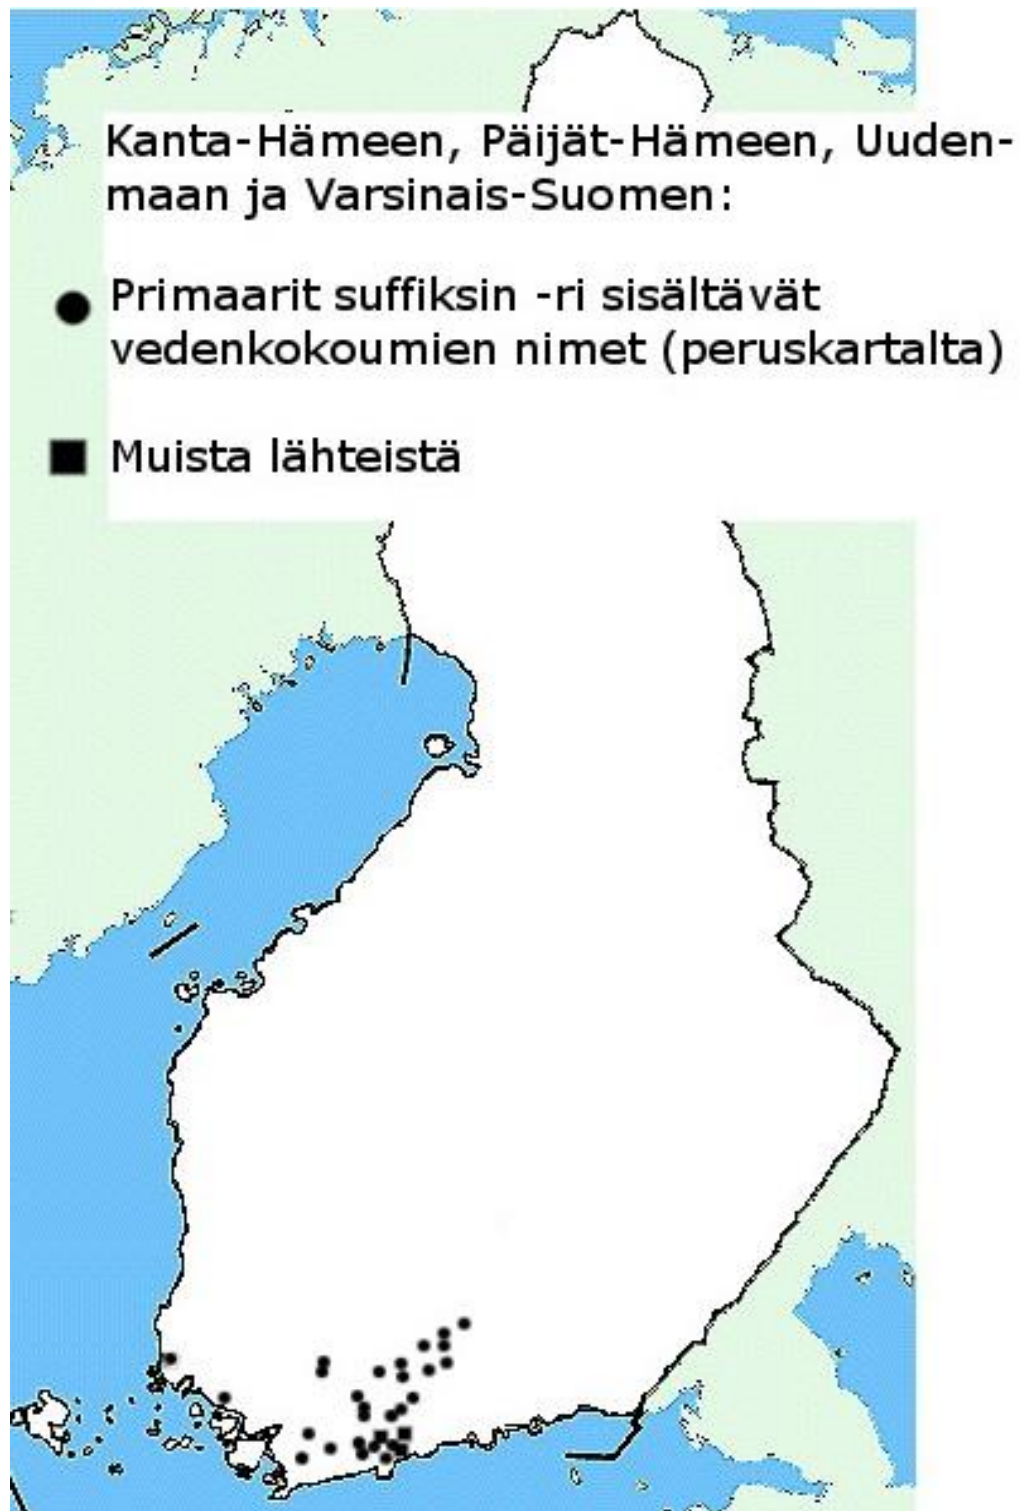 Kanta-Hämeen, Päijät-Hämeen, Uuden-
maan ja Varsinais-Suomen:
Primaarit suffiksin -ri sisältävät
vedenkokoumien nimet (peruskartalta)
Muista lähteistä